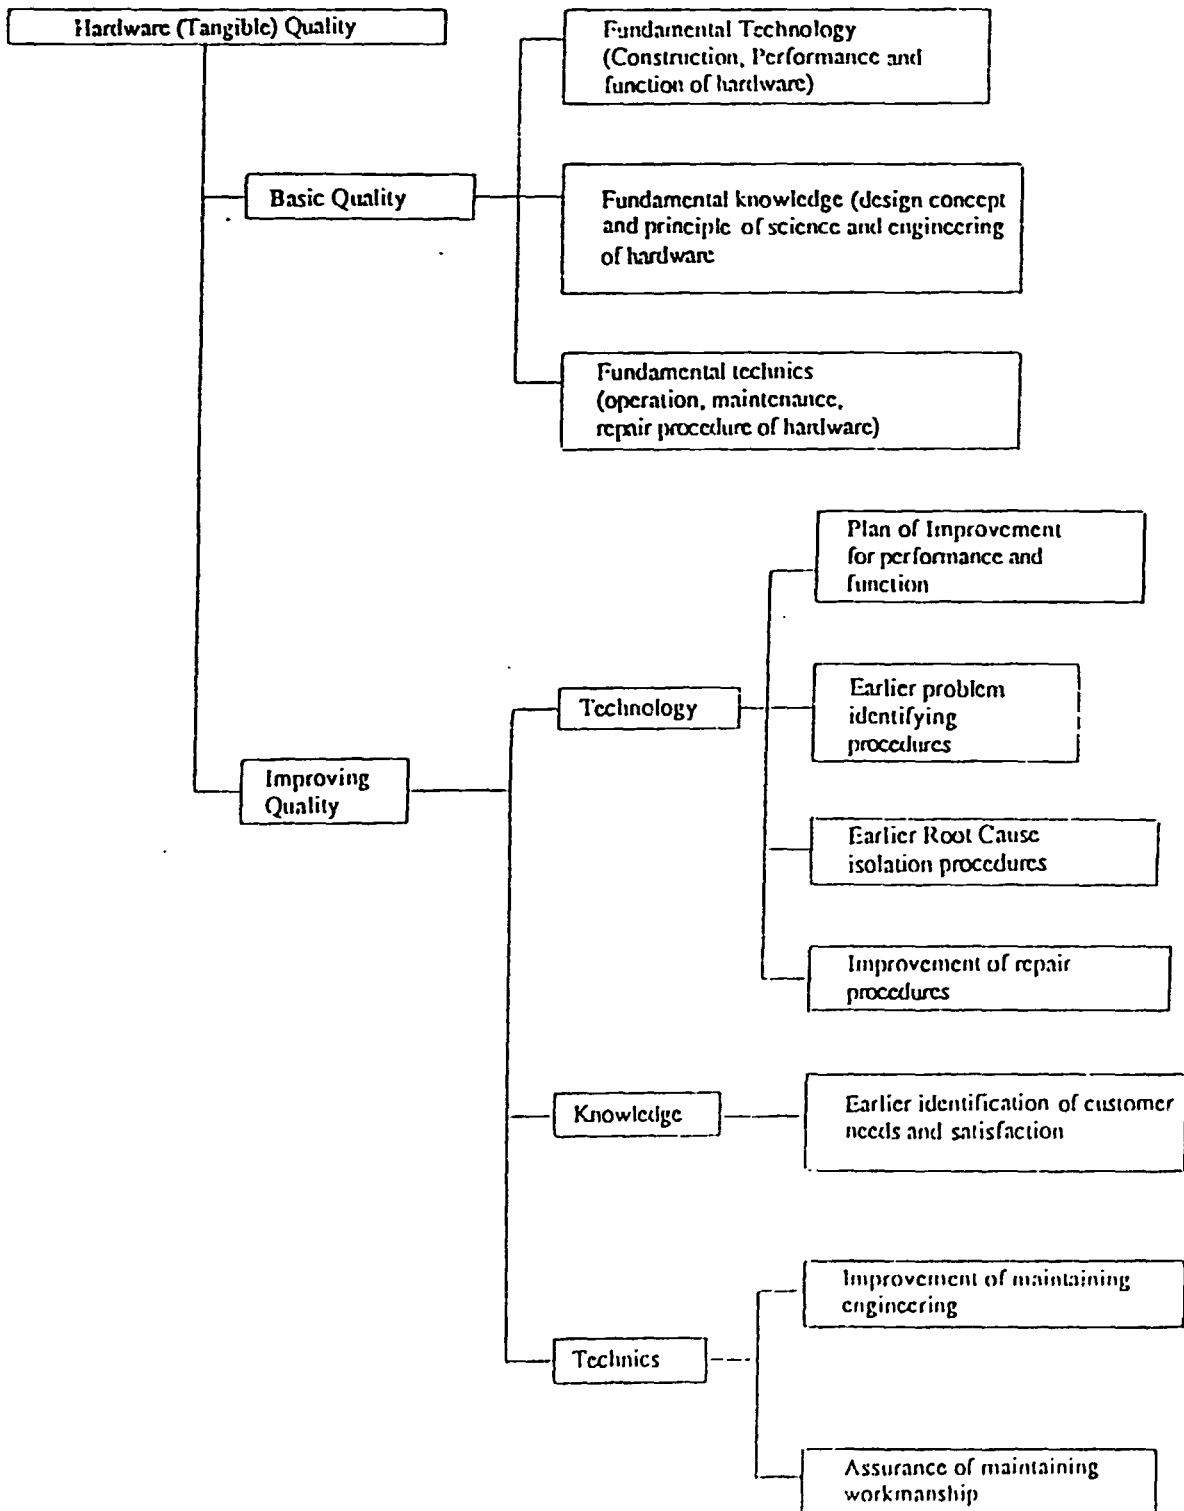 Hardware (Tangible) Quality
Fundamental Technology
(Construction, Performance and
function of hardware)
Basic Quality
Fundamental knowledge (design concept
and principle of science and engineering
of hardware
Fundamental technics
(operation, maintenance,
repair procedure of hardware)
Plan of Improvement
for performance and
function
Technology
Earlier problem
identifying
procedures
Improving
Quality
Earlier Root Cause
isolation procedures
Improvement of repair
procedures
Knowledge
Earlier identification of customer
needs and satisfaction
Improvement of maintaining
engineering
Technics
Assurance of maintaining
workmanship